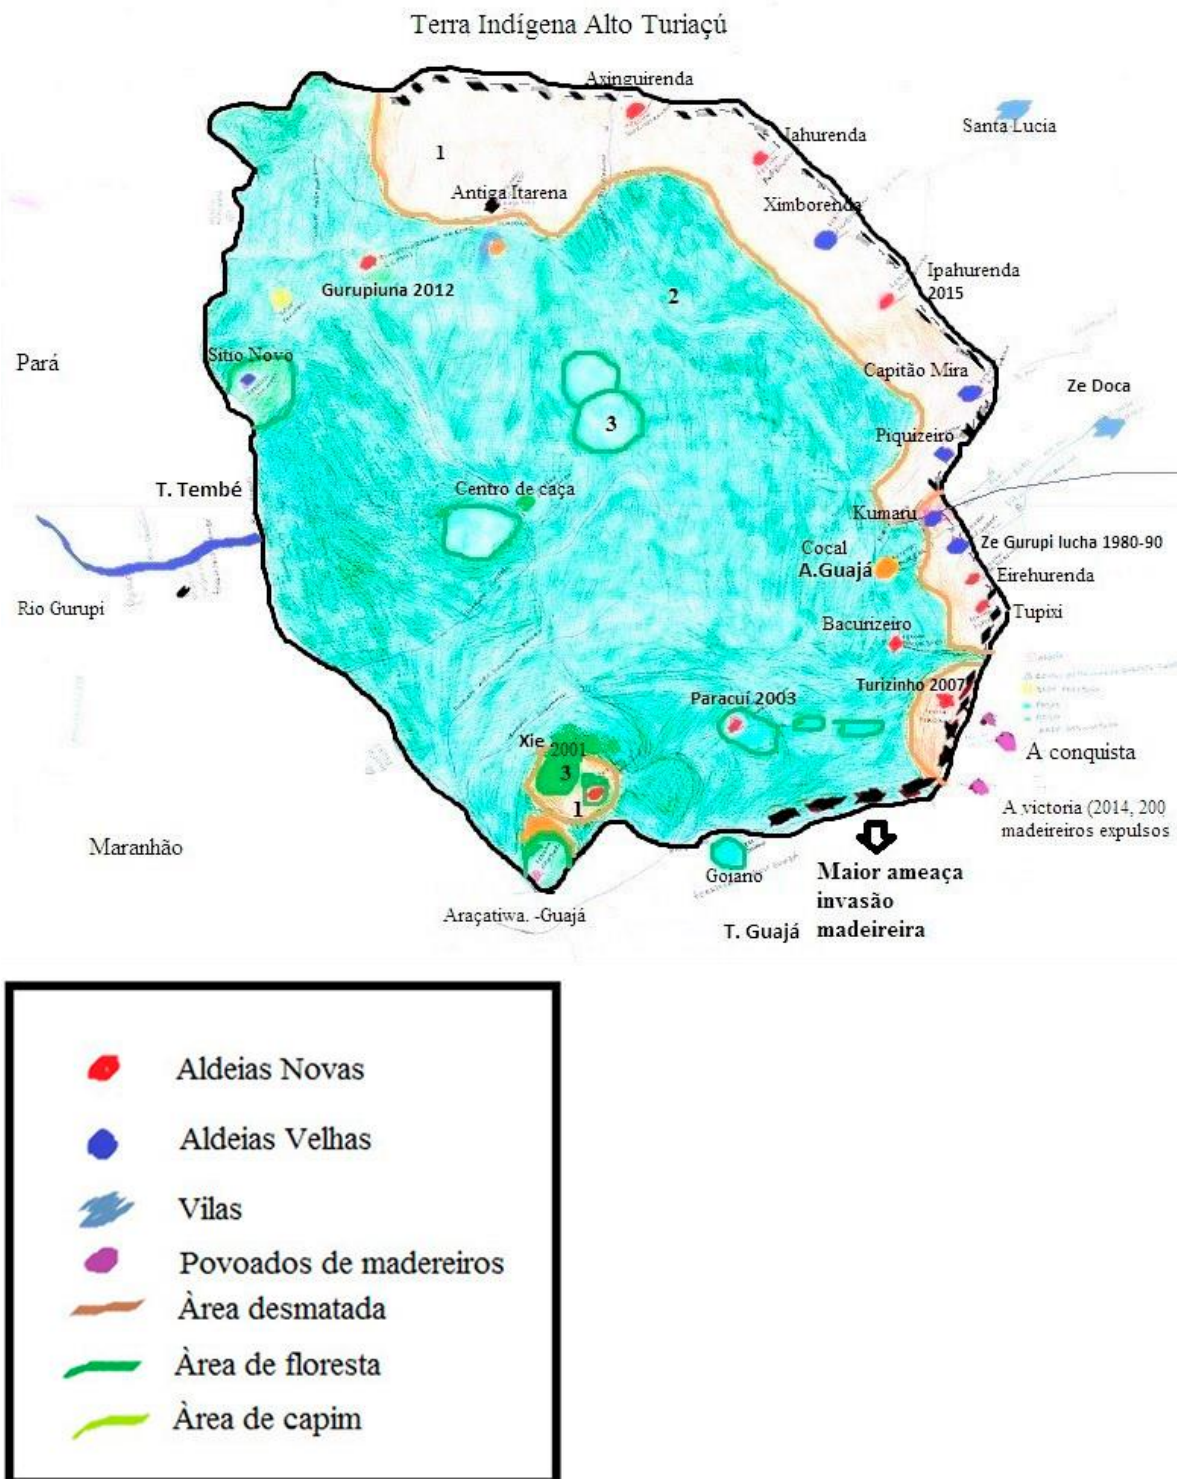 Terra Indígena Alto Turiaçú
Axinguirenda
Santa Lucia
Iahurenda
1
Antiga Itarena
Ximborenda
Ipahurenda
2015
Gurupiuna 2012
2
Pará
Sitio Novo
Capitão Mira
Ze Doca
3
Piquizeiro
T. Tembé
Centro de caça
Kumaru
Ze Gurupi lucha 1980-90
Cocal
A.Guajá
Eirehurenda
Rio Gurupi
Tupixi
Bacurizeiro
Turizinho 2007
Paracuí 2003
Xie 2001
A conquista
3
1
A victoria (2014, 200
madeireiros expulsos
Maranhão
Goiano
Maior ameaça
invasão
madeireira
Araçatiwa. -Guajá
T. Guajá
Aldeias Novas
Aldeias Velhas
Vilas
Povoados de madereiros
Àrea desmatada
Àrea de floresta
Àrea de capim